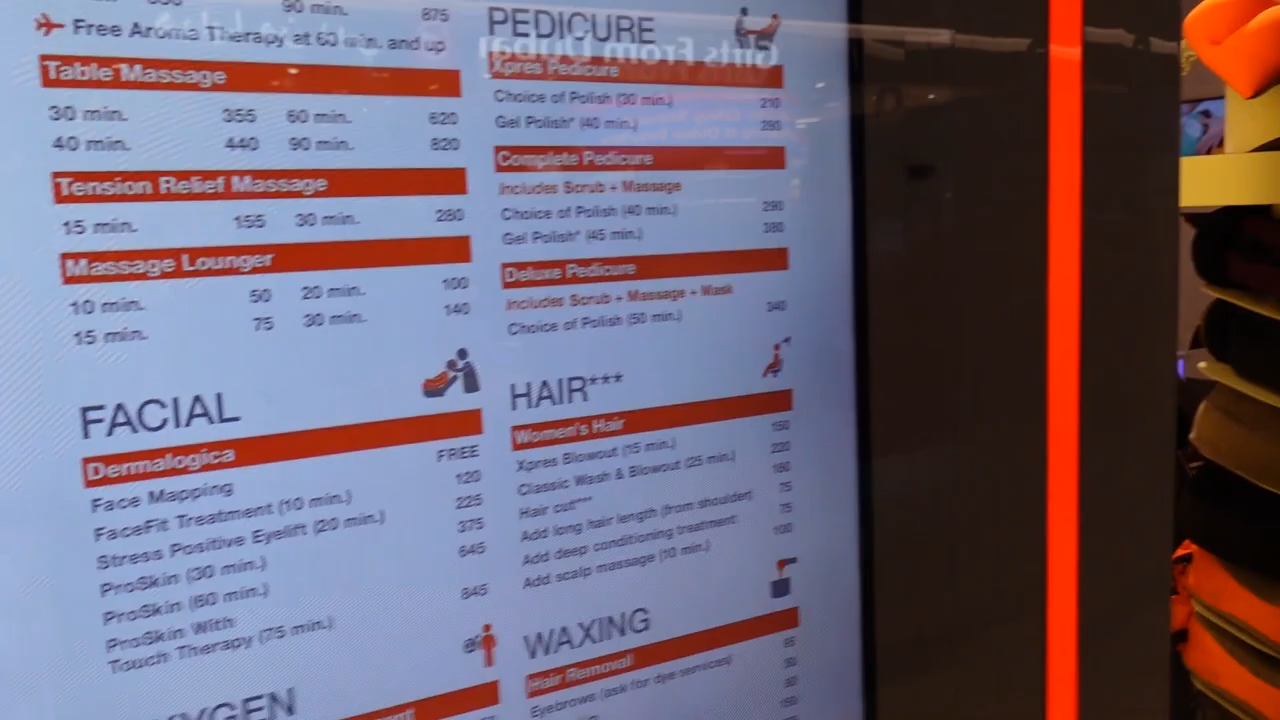 90 min. 875
Free Aroma Therapy at 60 min. and up
Table Massage
30 min. 355 60 min. 620
40 min. 440 90 min. 820
Tension Relief Massage
15 min. 155 30 min. 280
Massage Lounger
10 min. 50 20 min. 100
15 min. 75 30 min. 140
FACIAL
Dermalogica
Face Mapping FREE
FaceFit Treatment (10 min.) 120
Stress Positive Eyelift (20 min.) 225
ProSkin (30 min.) 375
ProSkin (60 min.) 645
ProSkin With
Touch Therapy (75 min.) 845
PEDICURE
Gifts From Dubai
Xpres Pedicure
Choice of Polish (30 min.) 210
Gel Polish* (40 min.)
Complete Pedicure
Includes Scrub + Massage
Choice of Polish (40 min.) 290
Gel Polish* (45 min.) 380
Deluxe Pedicure
Includes Scrub + Massage + Mask
Choice of Polish (50 min.) 340
HAIR***
Women's Hair
Xpres Blowout (15 min.) 150
Classic Wash & Blowout (25 min.) 220
Hair cut***
Add long hair length (from shoulder) 75
Add deep conditioning treatment 75
Add scalp massage (10 min.) 100
WAXING
Hair Removal
Eyebrows (ask for dye services)